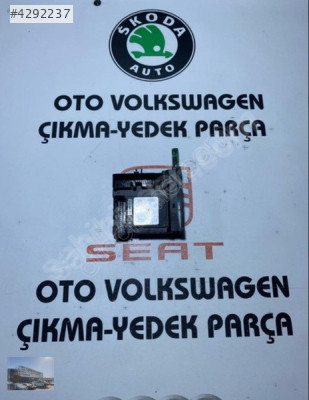 #4292237
ŠKODA
AUTO
OTO VOLKSWAGEN
ÇIKMA-YEDEK PARÇA
SEAT
OTO VOLKSWAGEN
ÇIKMA-YEDEK PARÇA